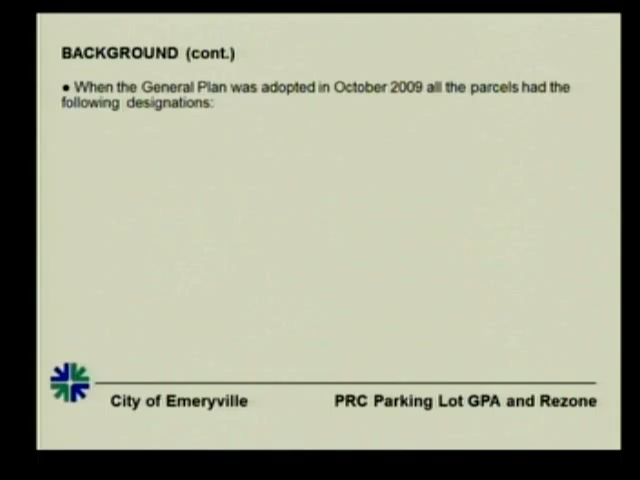 BACKGROUND (cont.)
● When the General Plan was adopted in October 2009 all the parcels had the
following designations:
City of Emeryville
PRC Parking Lot GPA and Rezone